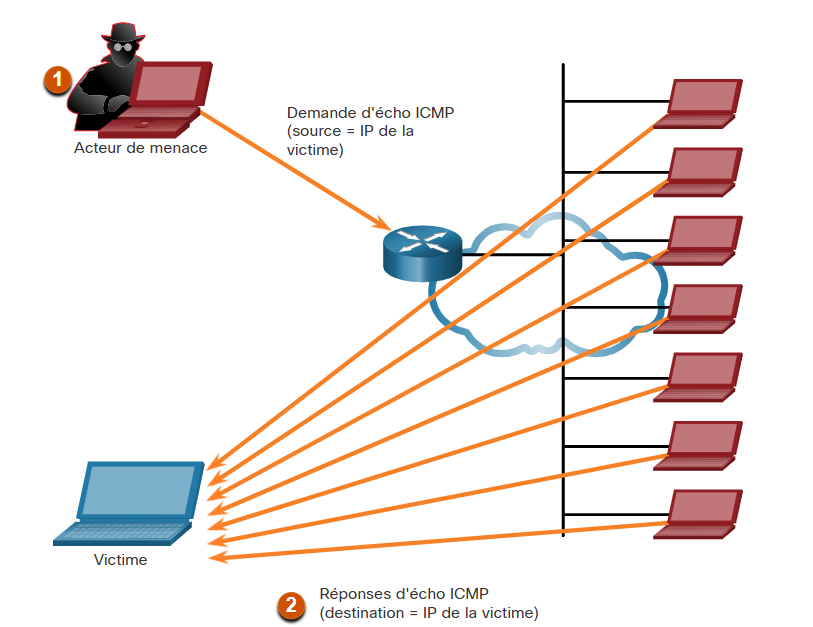 1
Acteur de menace
Demande d'écho ICMP
(source = IP de la
victime)
Victime
2
Réponses d'écho ICMP
(destination = IP de la victime)